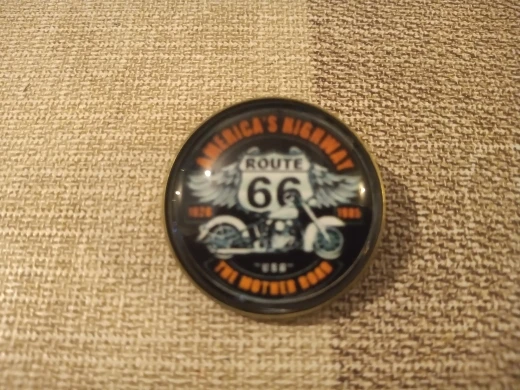 AMERICA'S HIGHWAY
ROUTE
66
1926 1985
"USA"
THE MOTHER ROAD